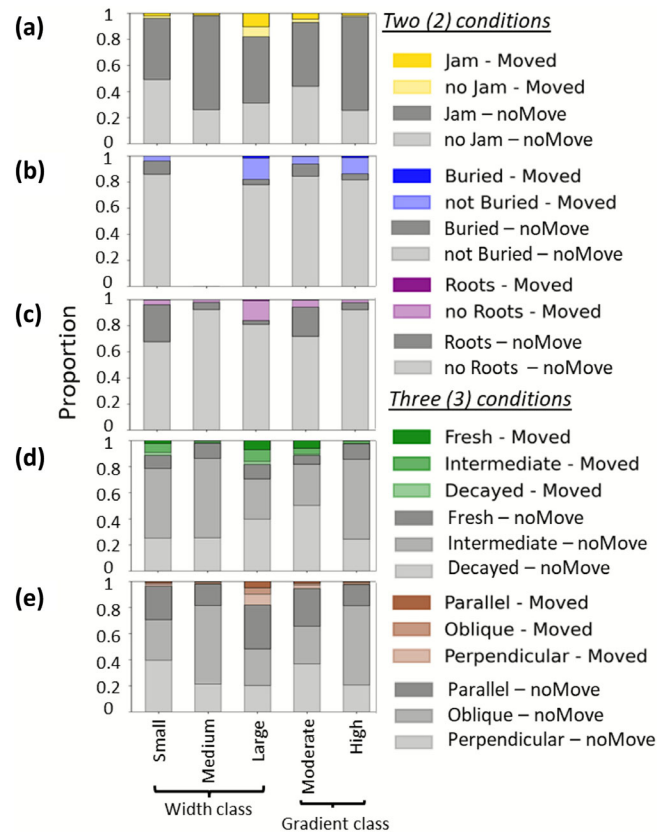 (a)
1
0.8
0.6
0.4
0.2
0
(b)
1
0.8
0.6
0.4
0.2
0
(c)
1
0.8
0.6
0.4
0.2
0
(d)
1
0.8
0.6
0.4
0.2
0
(e)
1
0.8
0.6
0.4
0.2
0
Proportion
Small
Medium
Large
Moderate
High
Width class
Gradient class
Two (2) conditions
Jam - Moved
no Jam - Moved
Jam – noMove
no Jam – noMove
Buried - Moved
not Buried - Moved
Buried – noMove
not Buried – noMove
Roots - Moved
no Roots - Moved
Roots – noMove
no Roots – noMove
Three (3) conditions
Fresh - Moved
Intermediate - Moved
Decayed - Moved
Fresh – noMove
Intermediate – noMove
Decayed – noMove
Parallel - Moved
Oblique - Moved
Perpendicular - Moved
Parallel – noMove
Oblique – noMove
Perpendicular – noMove